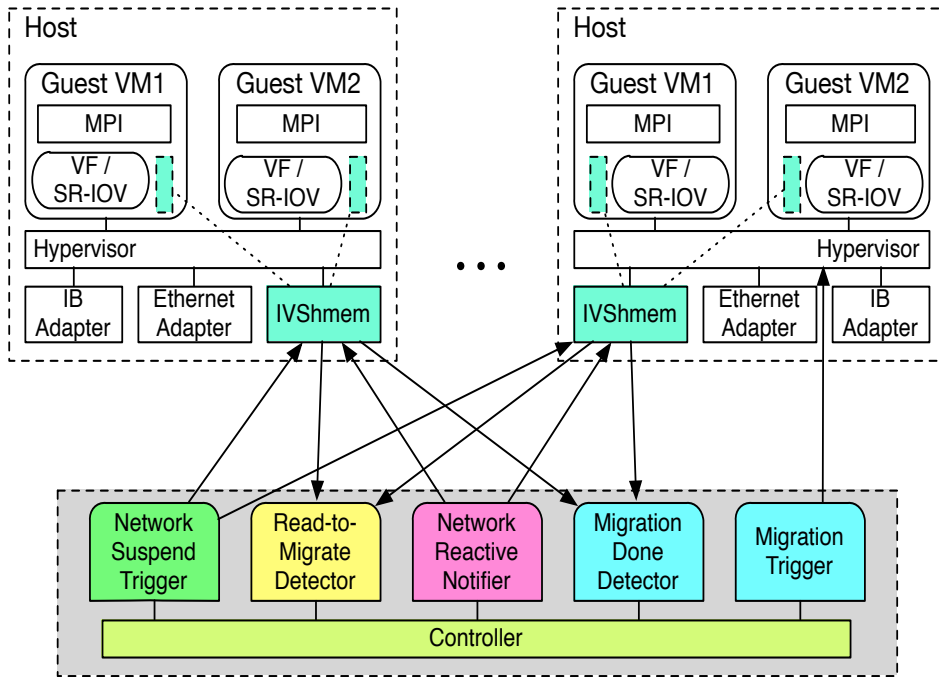 Host
Guest VM1
MPI
VF /
SR-IOV
Guest VM2
MPI
VF /
SR-IOV
Hypervisor
IB
Adapter
Ethernet
Adapter
IVShmem
...
Host
Guest VM1
MPI
VF /
SR-IOV
Guest VM2
MPI
VF /
SR-IOV
Hypervisor
IVShmem
Ethernet
Adapter
IB
Adapter
Network
Suspend
Trigger
Read-to-
Migrate
Detector
Network
Reactive
Notifier
Migration
Done
Detector
Migration
Trigger
Controller